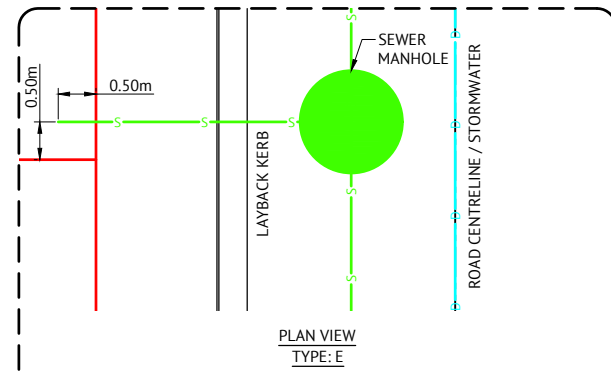 SEWER
MANHOLE
0.50m
0.50m
S
S
S
S
S
S
LAYBACK KERB
ROAD CENTRELINE / STORMWATER
D
D
D
D
PLAN VIEW
TYPE: E